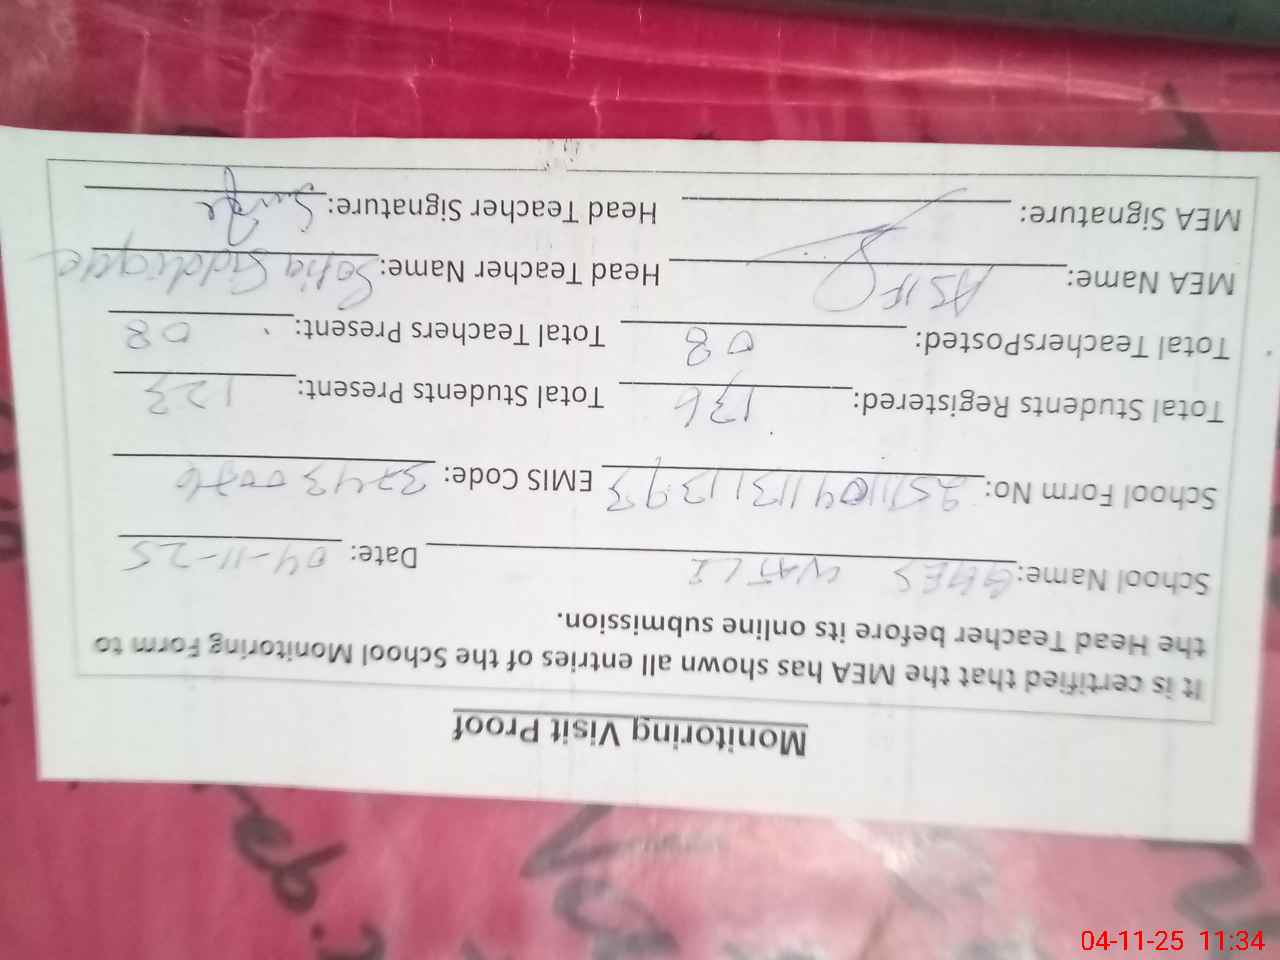 Monitoring Visit Proof
It is certified that the MEA has shown all entries of the School Monitoring Form to
the Head Teacher before its online submission.
School Name: GHES WATLI Date: 04-11-25
School Form No: EMIS Code:
Total Students Registered: 136 Total Students Present: 123
Total TeachersPosted: 08 Total Teachers Present: 08
MEA Name: ASIF Head Teacher Name: Sofia Siddique
MEA Signature: Head Teacher Signature:
04-11-25 11:34